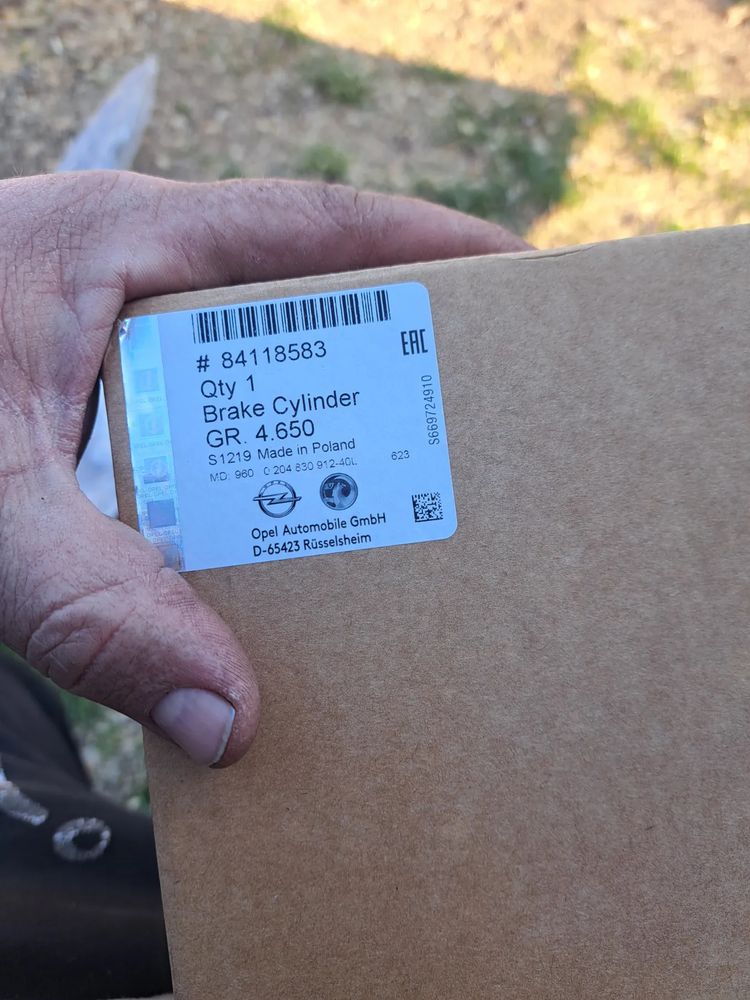 # 84118583
EAC
Qty 1
Brake Cylinder
GR. 4.650
S1219 Made in Poland
MD: 960 0 204 830 912-40L 623
S669724910
Opel Automobile GmbH
D-65423 Rüsselsheim